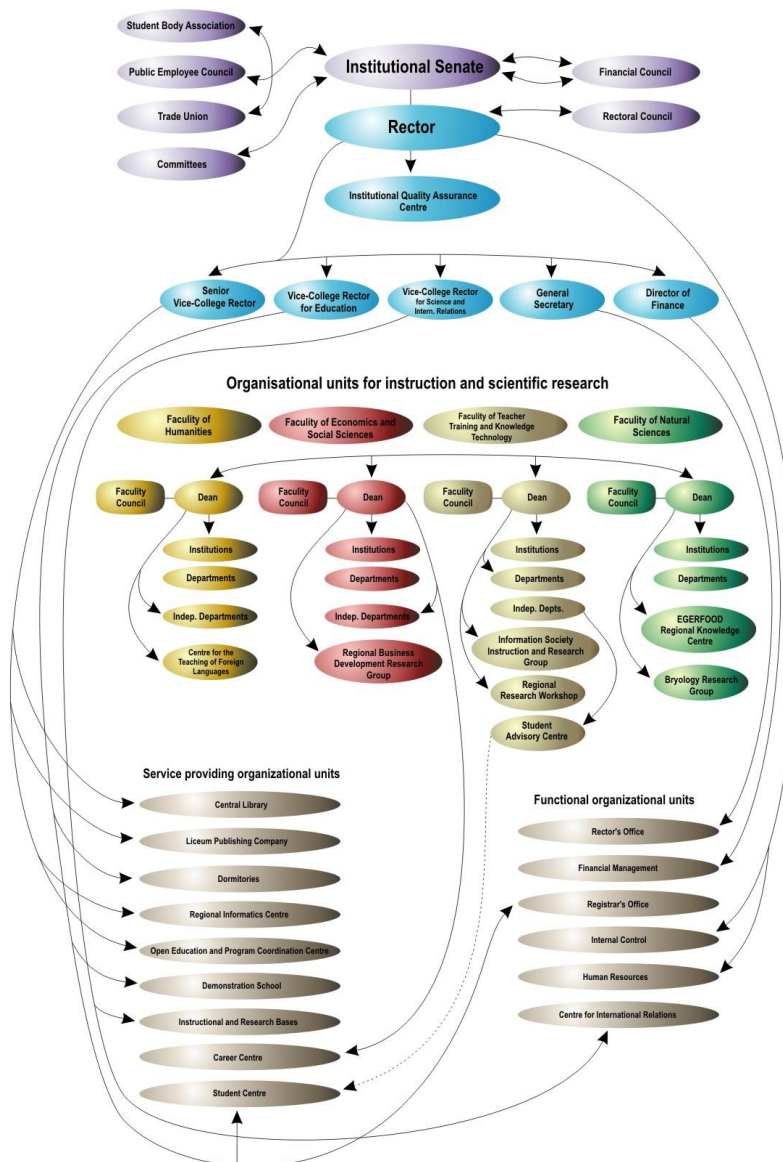 Student Body Association
Public Employee Council
Trade Union
Committees
Institutional Senate
Financial Council
Rectoral Council
Rector
Institutional Quality Assurance
Centre
Senior
Vice-College Rector
Vice-College Rector
for Education
Vice-College Rector
for Science and
Intern. Relations
General
Secretary
Director of
Finance
Organisational units for instruction and scientific research
Faculty of
Humanities
Faculty of Economics and
Social Sciences
Faculty of Teacher
Training and Knowledge
Technology
Faculty of Natural
Sciences
Faculty
Council
Dean
Institutions
Departments
Indep. Departments
Centre for the
Teaching of Foreign
Languages
Faculty
Council
Dean
Institutions
Departments
Indep. Departments
Regional Business
Development Research
Group
Faculty
Council
Dean
Institutions
Departments
Indep. Depts.
Information Society
Instruction and Research
Group
Regional
Research Workshop
Student
Advisory Centre
Faculty
Council
Dean
Institutions
Departments
EGERFOOD
Regional Knowledge
Centre
Bryology Research
Group
Service providing organizational units
Central Library
Liceum Publishing Company
Dormitories
Regional Informatics Centre
Open Education and Program Coordination Centre
Demonstration School
Instructional and Research Bases
Career Centre
Student Centre
Functional organizational units
Rector's Office
Financial Management
Registrar's Office
Internal Control
Human Resources
Centre for International Relations